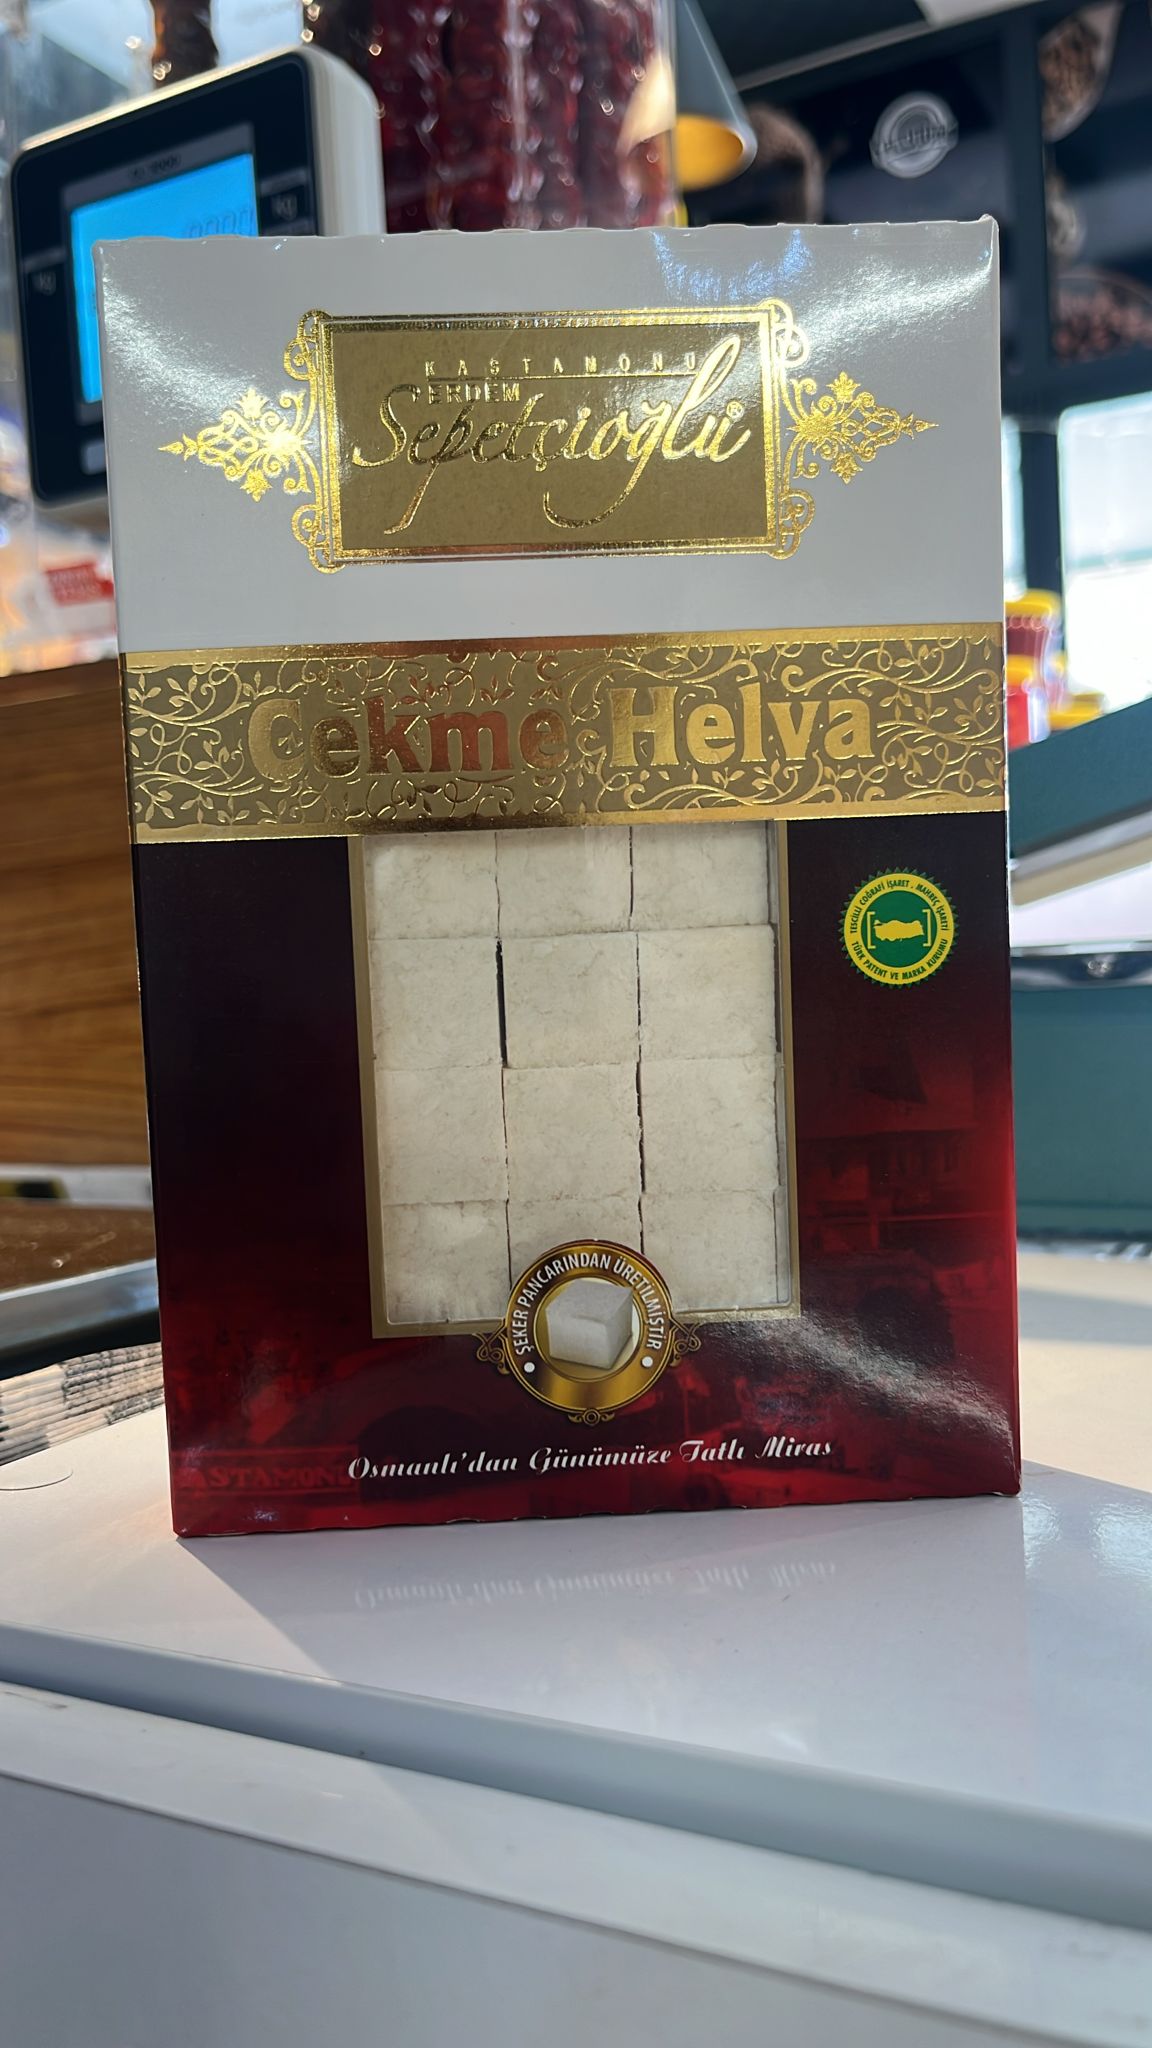 KASTAMONU
ERDEM
Sepetçioğlu®
Çekme Helva
TESCİLLİ COĞRAFİ İŞARET . MAHREÇ İŞARETİ
TÜRK PATENT VE MARKA KURUMU
ŞEKER PANCARINDAN ÜRETİLMİŞTİR
Osmanlı'dan Günümüze Tatlı Miras